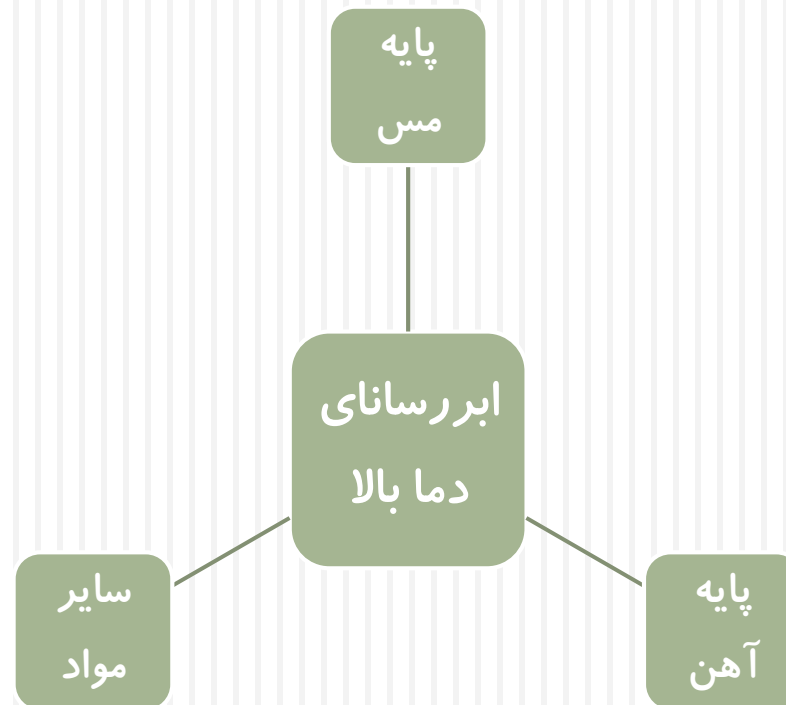 پایه
مس
ابررسانای
دما بالا
پایه
آهن
سایر
مواد